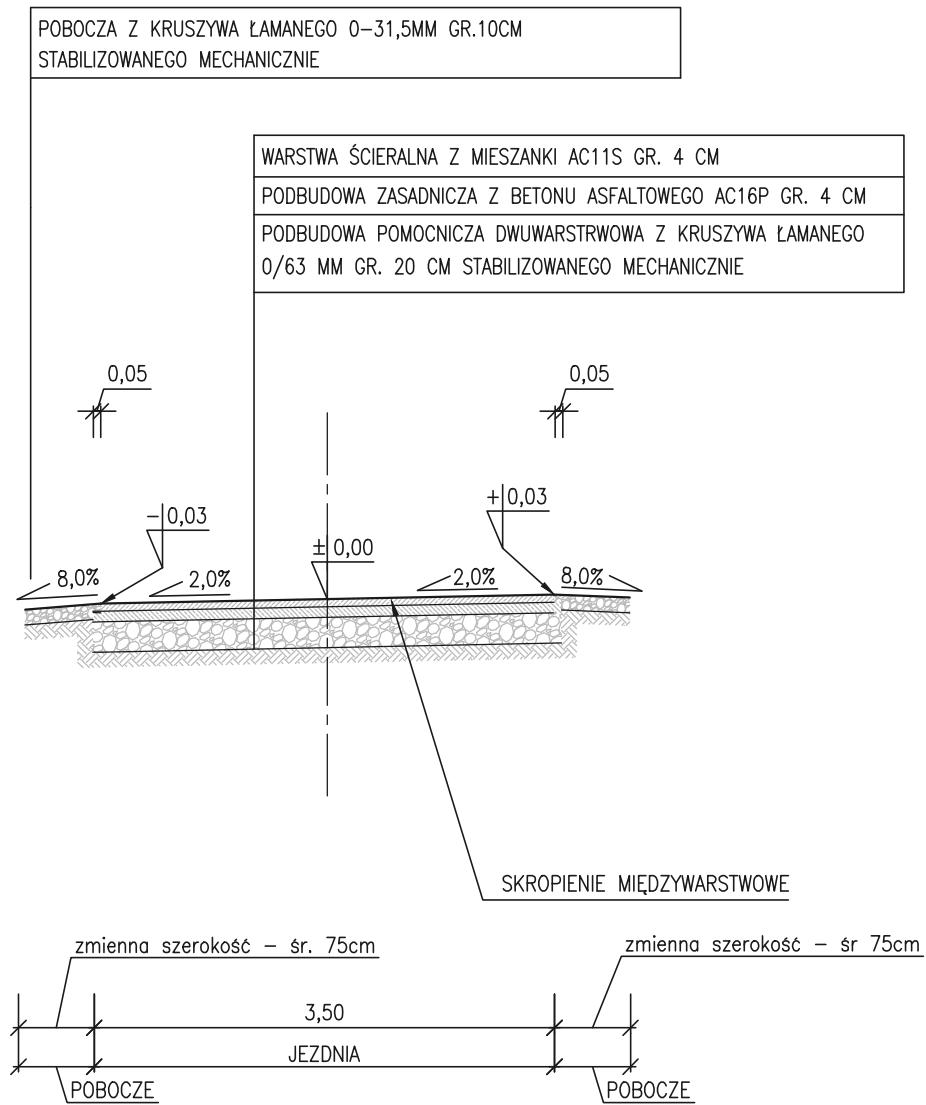 POBOCZA Z KRUSZYWA ŁAMANEGO 0-31,5MM GR.10CM
STABILIZOWANEGO MECHANICZNIE
WARSTWA ŚCIERALNA Z MIESZANKI AC11S GR. 4 CM
PODBUDOWA ZASADNICZA Z BETONU ASFALTOWEGO AC16P GR. 4 CM
PODBUDOWA POMOCNICZA DWUWARSTRWOWA Z KRUSZYWA ŁAMANEGO
0/63 MM GR. 20 CM STABILIZOWANEGO MECHANICZNIE
0,05
0,05
-0,03
+0,03
±0,00
8,0%
2,0%
2,0%
8,0%
SKROPIENIE MIĘDZYWARSTWOWE
zmienna szerokość - śr. 75cm
zmienna szerokość - śr 75cm
3,50
JEZDNIA
POBOCZE
POBOCZE